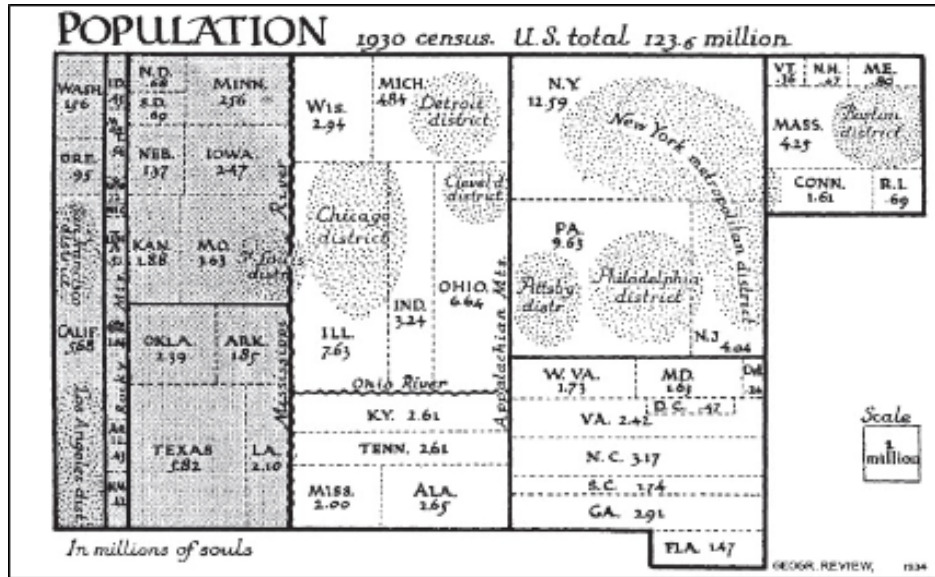 POPULATION 1930 census. U.S. total 123.6 million
WASH. 1.56
ORE. .95
San Francisco district
CALIF. 5.68
Los Angeles dist.
Rocky Mts.
N.D. .68
S.D. .69
MINN. 2.56
NEB. 1.37
IOWA. 2.47
KAN. 1.88
MO. 3.63
St. Louis distr.
OKLA. 2.39
ARK. 1.85
TEXAS 5.82
LA. 2.10
Mississippi River
WIS. 2.94
MICH. 4.84
Detroit district
Chicago district
Clevel'd district
ILL. 7.63
IND. 3.24
OHIO. 6.64
Ohio River
Appalachian Mts.
KY. 2.61
TENN. 2.61
MISS. 2.00
ALA. 2.65
N.Y. 12.59
New York metropolitan district
PA. 9.63
Pittsby distr.
Philadelphia district
N.J. 4.04
W. VA. 1.73
MD. 1.63
Del.
D.C. .47
VA. 2.42
N.C. 3.17
S.C. 1.74
GA. 2.91
FLA. 1.47
VT. .36
N.H. .47
ME. .80
MASS. 4.25
Boston district
CONN. 1.61
R.I. .69
Scale
1 million
In millions of souls
GEOGR. REVIEW, 1934